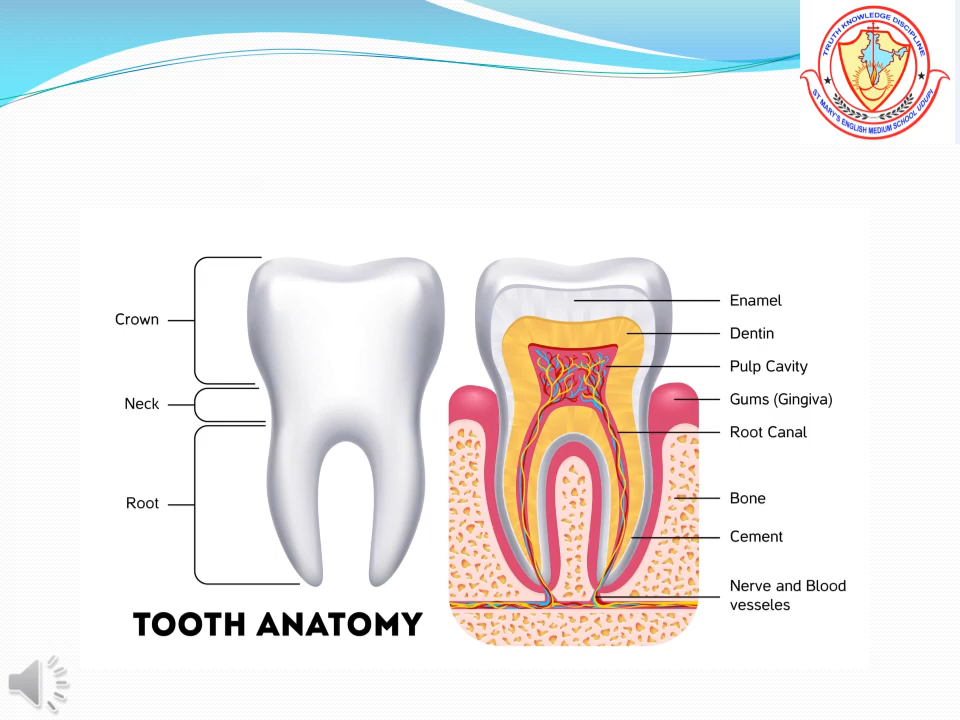 TRUTH KNOWLEDGE DISCIPLINE
ST MARY'S ENGLISH MEDIUM SCHOOL UDUPI
Crown
Neck
Root
Enamel
Dentin
Pulp Cavity
Gums (Gingiva)
Root Canal
Bone
Cement
Nerve and Blood
vesseles
TOOTH ANATOMY